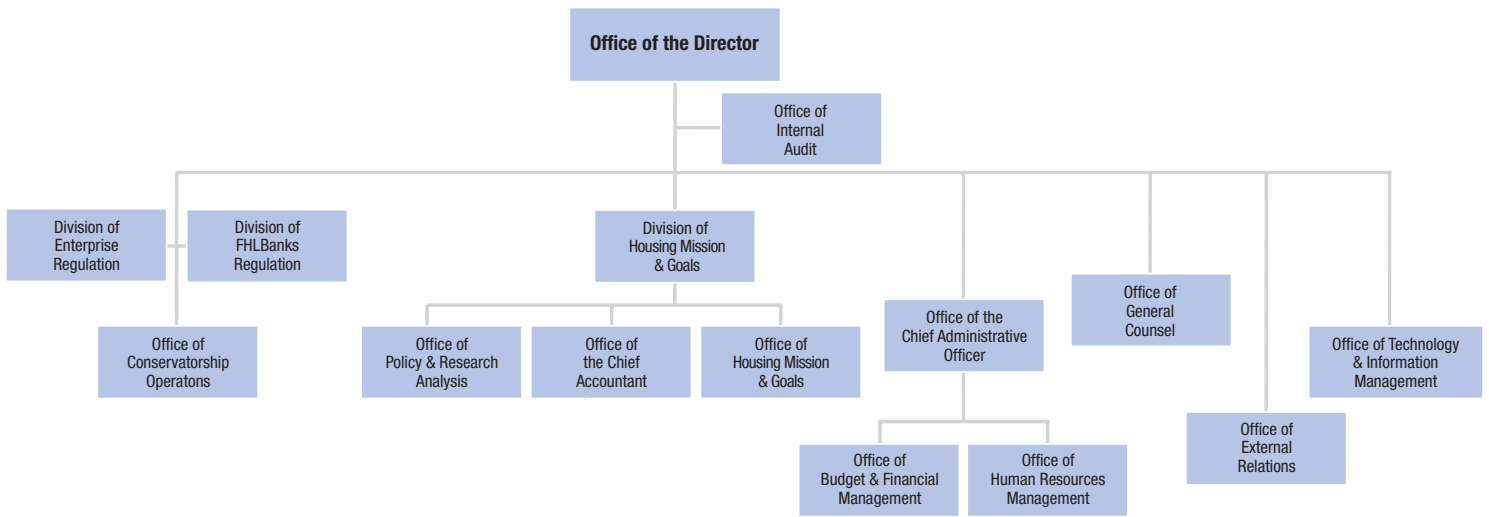 Office of the Director
Office of
Internal
Audit
Division of
Enterprise
Regulation
Division of
FHLBanks
Regulation
Division of
Housing Mission
& Goals
Office of
Conservatorship
Operatons
Office of
Policy & Research
Analysis
Office of
the Chief
Accountant
Office of
Housing Mission
& Goals
Office of the
Chief Administrative
Officer
Office of
General
Counsel
Office of Technology
& Information
Management
Office of
Budget & Financial
Management
Office of
Human Resources
Management
Office of
External
Relations